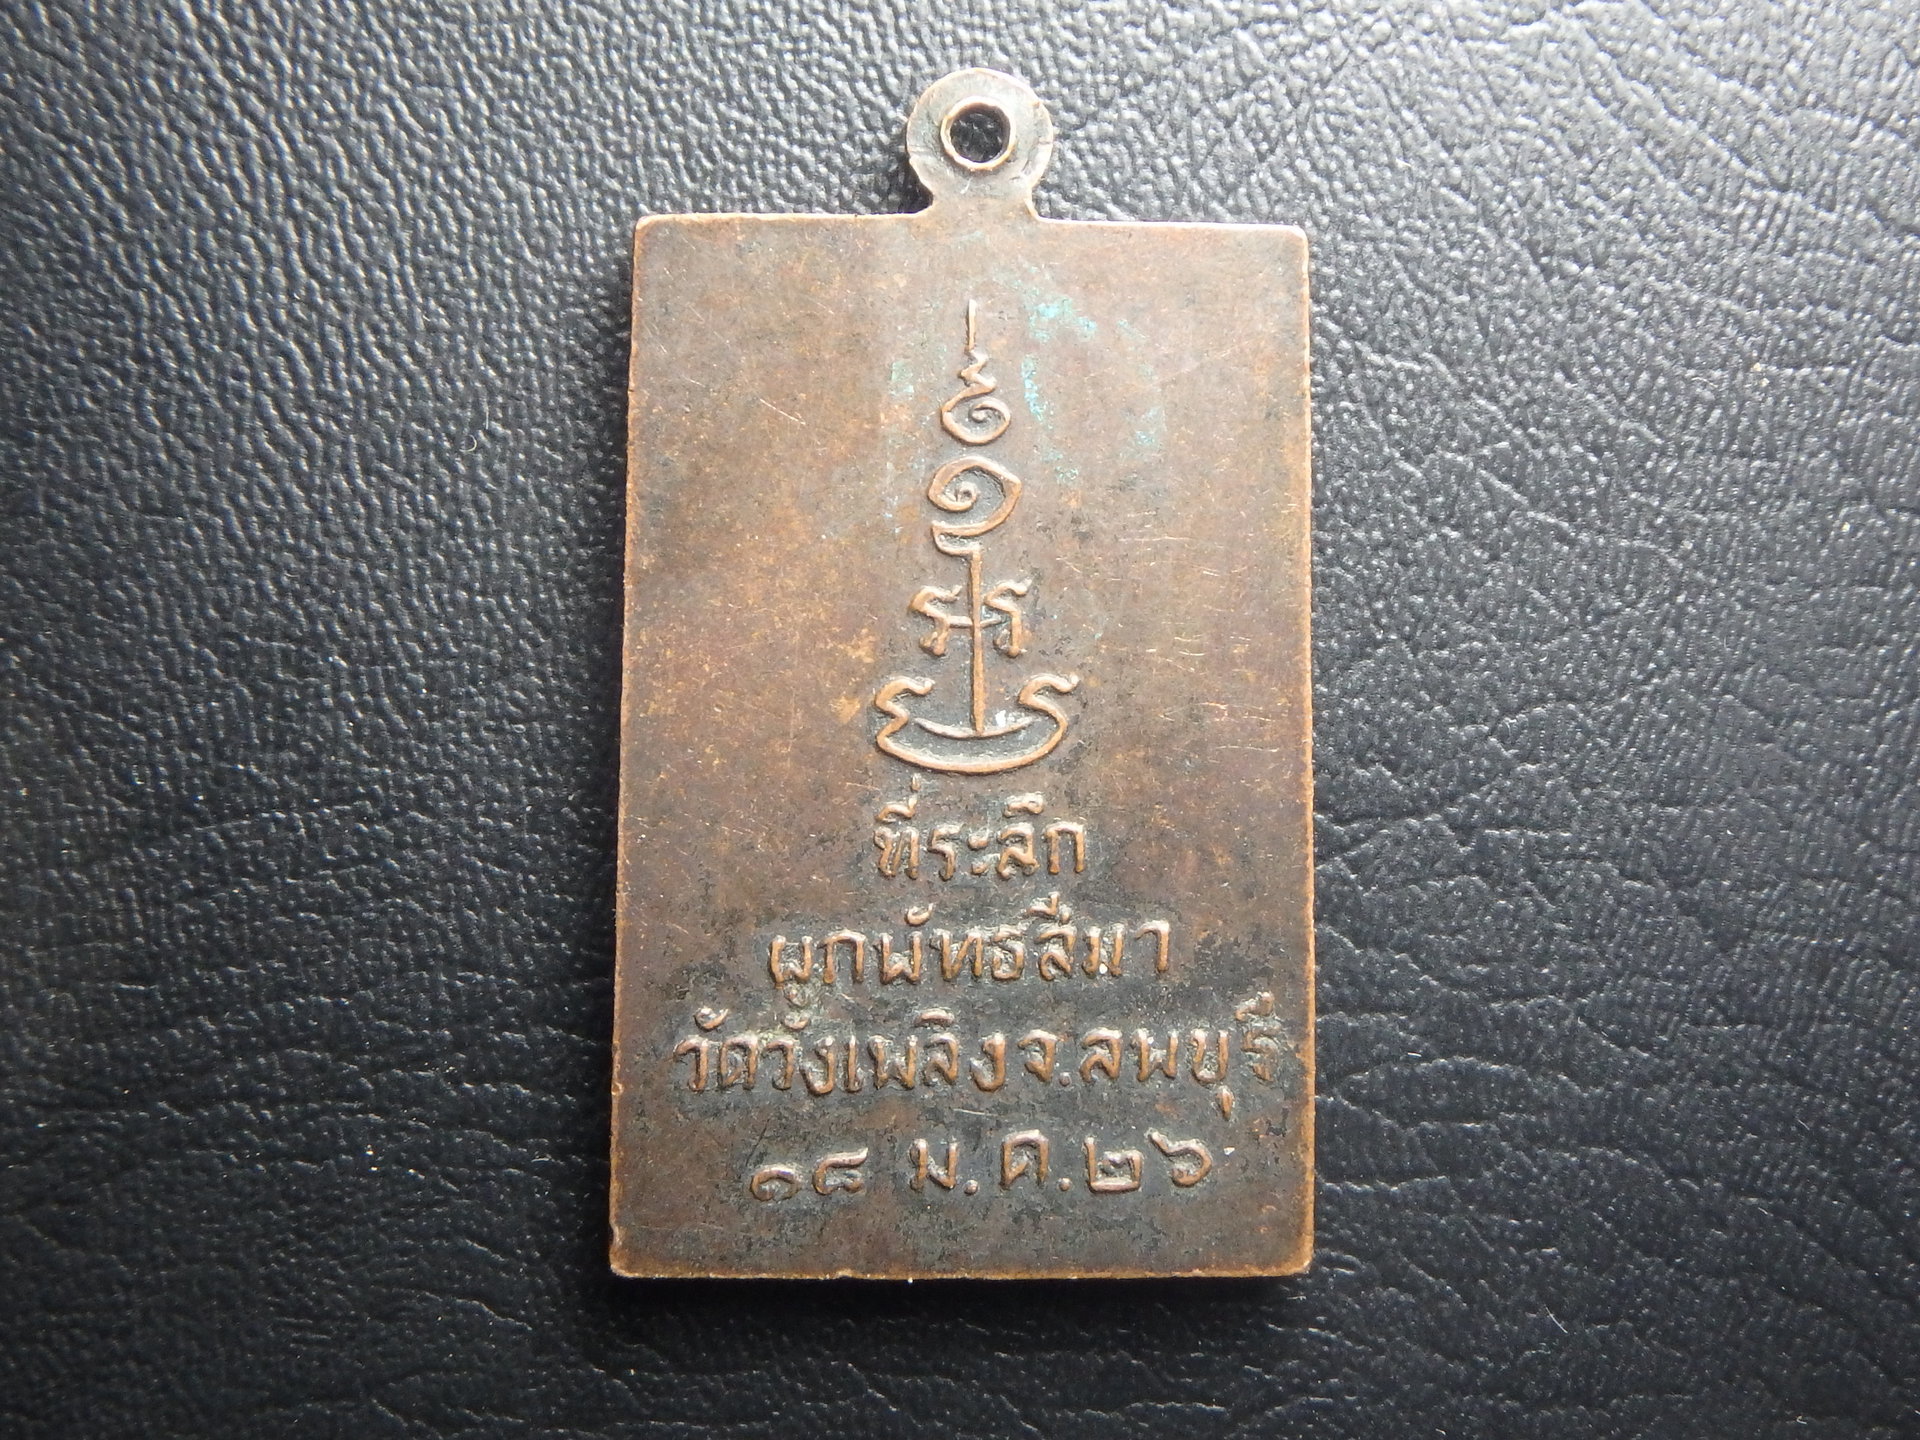 ที่ระลึก
ผูกพัทธสีมา
วัดวังเพลิง จ.ลพบุรี
๑๘ ม.ค.๒๖